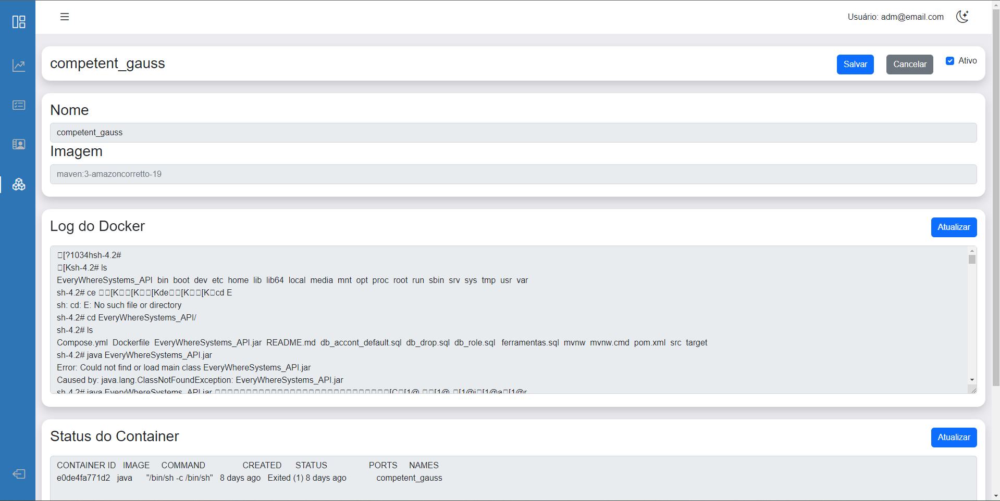 Usuário: adm@email.com
competent_gauss
Salvar
Cancelar
Ativo
Nome
competent_gauss
Imagem
maven:3-amazoncorretto-19
Log do Docker
Atualizar
□[?1034hsh-4.2#
□[Ksh-4.2# ls
EveryWhereSystems_API bin boot dev etc home lib lib64 local media mnt opt proc root run sbin srv sys tmp usr var
sh-4.2# ce □□[K□□[K□□[Kde□□[K□□[K□cd E
sh: cd: E: No such file or directory
sh-4.2# cd EveryWhereSystems_API/
sh-4.2# ls
Compose.yml Dockerfile EveryWhereSystems_API.jar README.md db_accont_default.sql db_drop.sql db_role.sql ferramentas.sql mvnw mvnw.cmd pom.xml src target
sh-4.2# java EveryWhereSystems_API.jar
Error: Could not find or load main class EveryWhereSystems_API.jar
Caused by: java.lang.ClassNotFoundException: EveryWhereSystems_API.jar
sh-4.2# java EveryWhereSystems_API.jar □□□□□□□□□□□□□□□□□□□□□□□□□□□□[C□[1@ □□[1@ □[1@i□[1@a□[1@r
Status do Container
Atualizar
CONTAINER ID IMAGE COMMAND CREATED STATUS PORTS NAMES
e0de4fa771d2 java "/bin/sh -c /bin/sh" 8 days ago Exited (1) 8 days ago competent_gauss